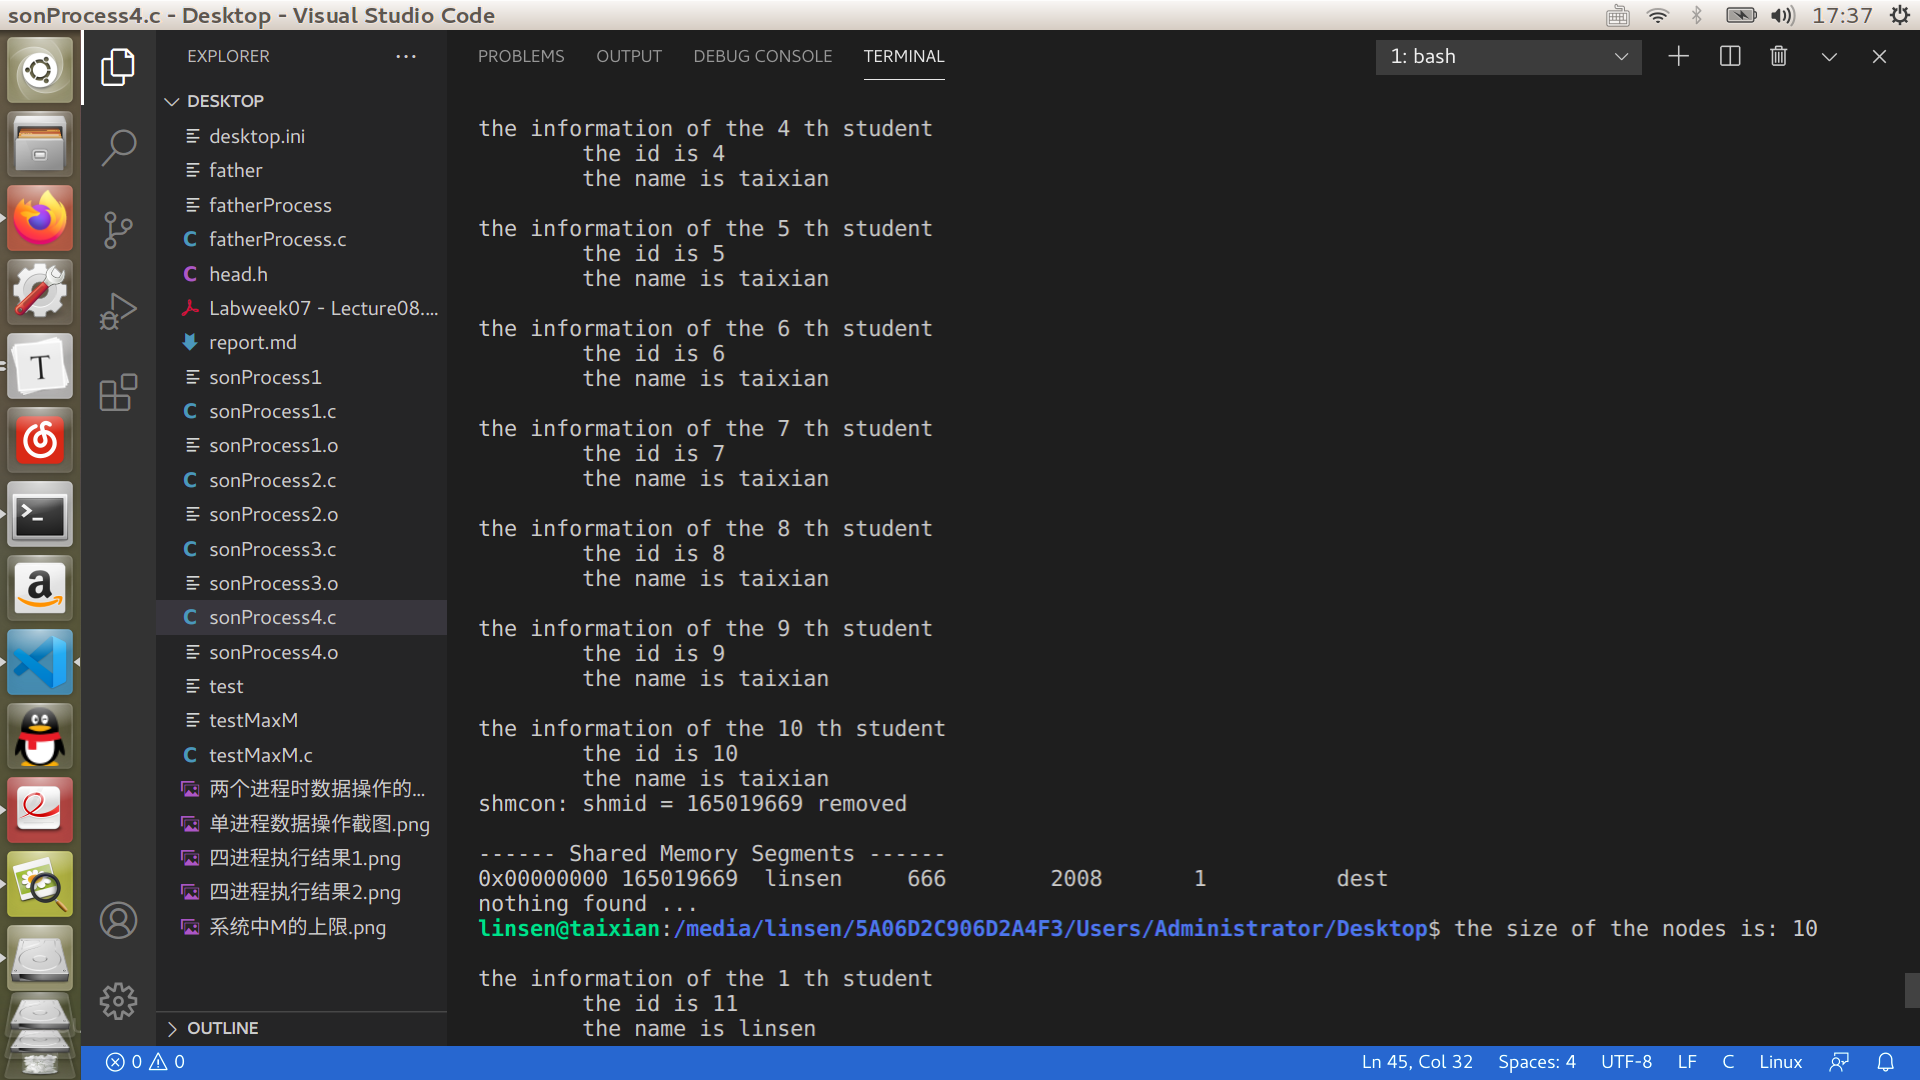 sonProcess4.c - Desktop - Visual Studio Code
17:37
EXPLORER
DESKTOP
desktop.ini
father
fatherProcess
C fatherProcess.c
C head.h
Labweek07 - Lecture08....
report.md
sonProcess1
C sonProcess1.c
sonProcess1.o
C sonProcess2.c
sonProcess2.o
C sonProcess3.c
sonProcess3.o
C sonProcess4.c
sonProcess4.o
test
testMaxM
C testMaxM.c
两个进程时数据操作的...
单进程数据操作截图.png
四进程执行结果1.png
四进程执行结果2.png
系统中M的上限.png
OUTLINE
PROBLEMS OUTPUT DEBUG CONSOLE TERMINAL
1: bash
the information of the 4 th student
the id is 4
the name is taixian
the information of the 5 th student
the id is 5
the name is taixian
the information of the 6 th student
the id is 6
the name is taixian
the information of the 7 th student
the id is 7
the name is taixian
the information of the 8 th student
the id is 8
the name is taixian
the information of the 9 th student
the id is 9
the name is taixian
the information of the 10 th student
the id is 10
the name is taixian
shmcon: shmid = 165019669 removed
------ Shared Memory Segments ------
0x00000000 165019669 linsen 666 2008 1 dest
nothing found ...
linsen@taixian:/media/linsen/5A06D2C906D2A4F3/Users/Administrator/Desktop$ the size of the nodes is: 10
the information of the 1 th student
the id is 11
the name is linsen
0 0
Ln 45, Col 32 Spaces: 4 UTF-8 LF C Linux